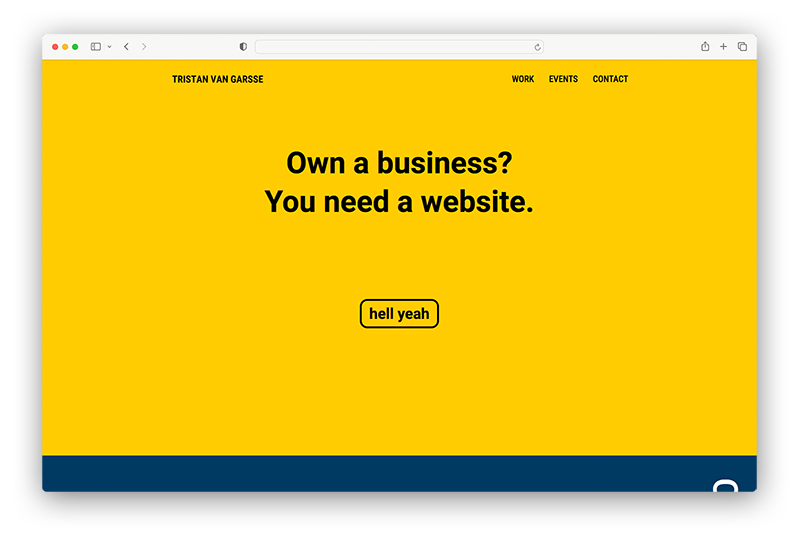 TRISTAN VAN GARSSE
WORK EVENTS CONTACT
Own a business?
You need a website.
hell yeah